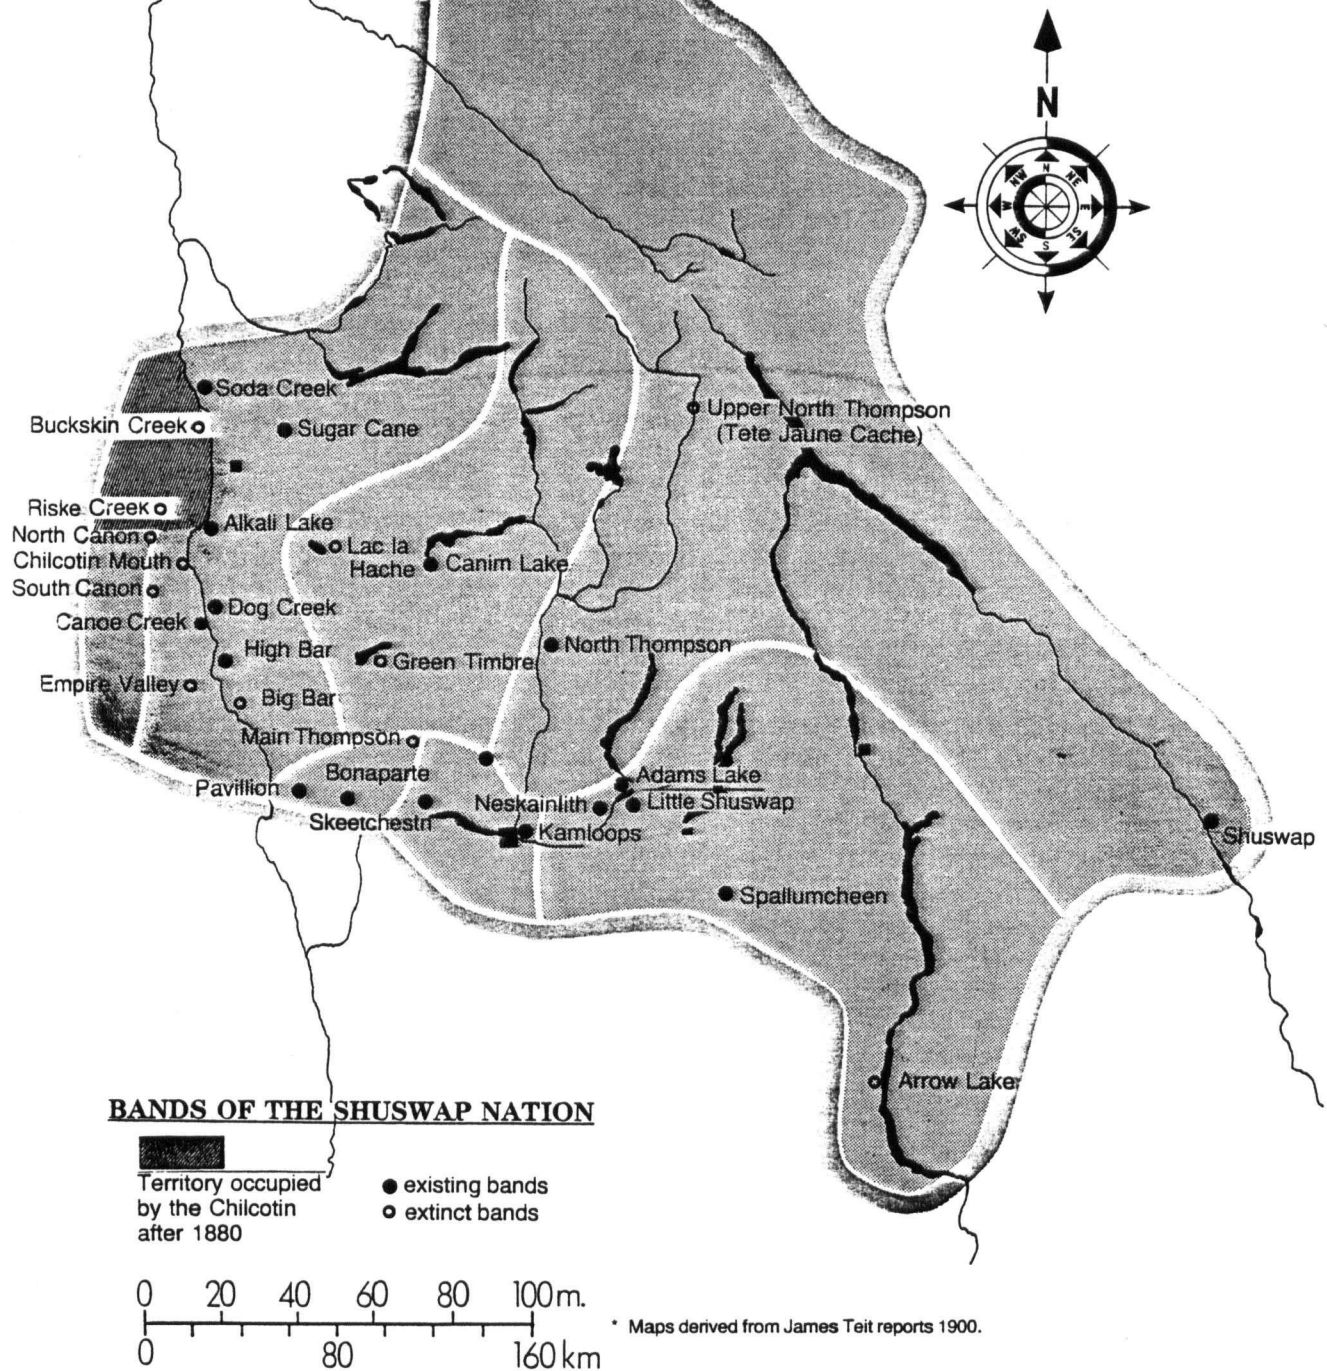 N
N
NE
E
SE
S
SW
W
NW
Soda Creek
Buckskin Creek
Sugar Cane
Upper North Thompson
(Tete Jaune Cache)
Riske Creek
Alkali Lake
North Canon
Lac la
Hache
Canim Lake
Chilcotin Mouth
South Canon
Dog Creek
Canoe Creek
High Bar
North Thompson
Green Timbre
Empire Valley
Big Bar
Main Thompson
Bonaparte
Adams Lake
Pavillion
Neskainlith
Little Shuswap
Skeetchestn
Kamloops
Shuswap
Spallumcheen
Arrow Lake
BANDS OF THE SHUSWAP NATION
Territory occupied
by the Chilcotin
after 1880
existing bands
extinct bands
0 20 40 60 80 100m.
0 80 160 km
* Maps derived from James Teit reports 1900.